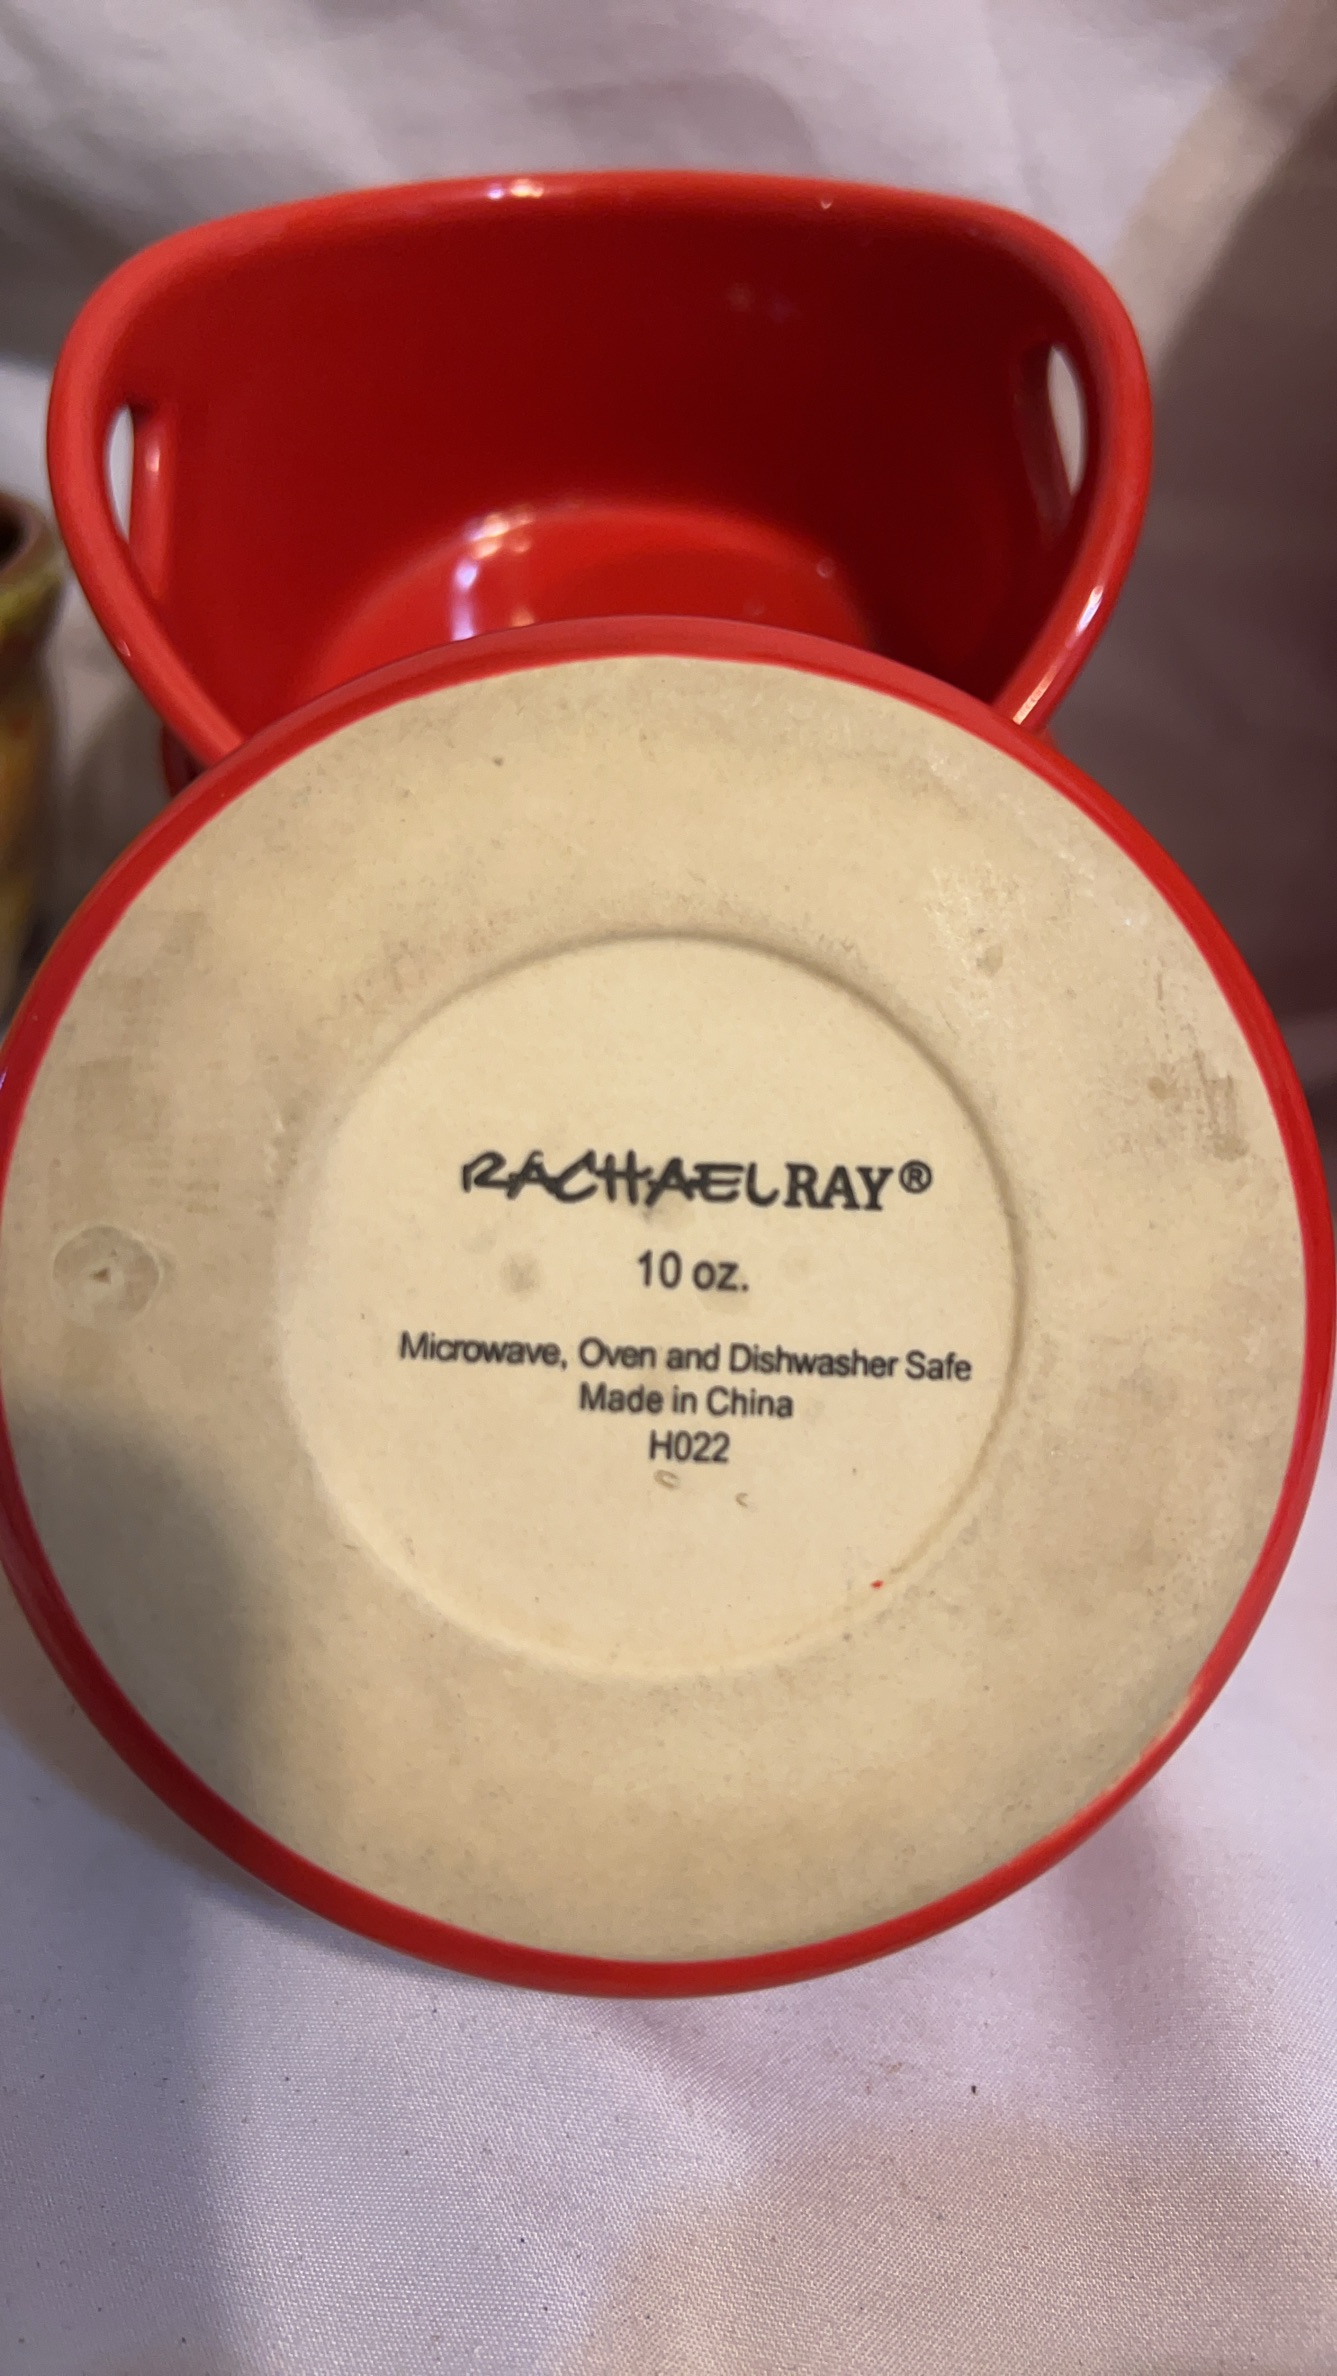 RACHAELRAY®
10 oz.
Microwave, Oven and Dishwasher Safe
Made in China
H022